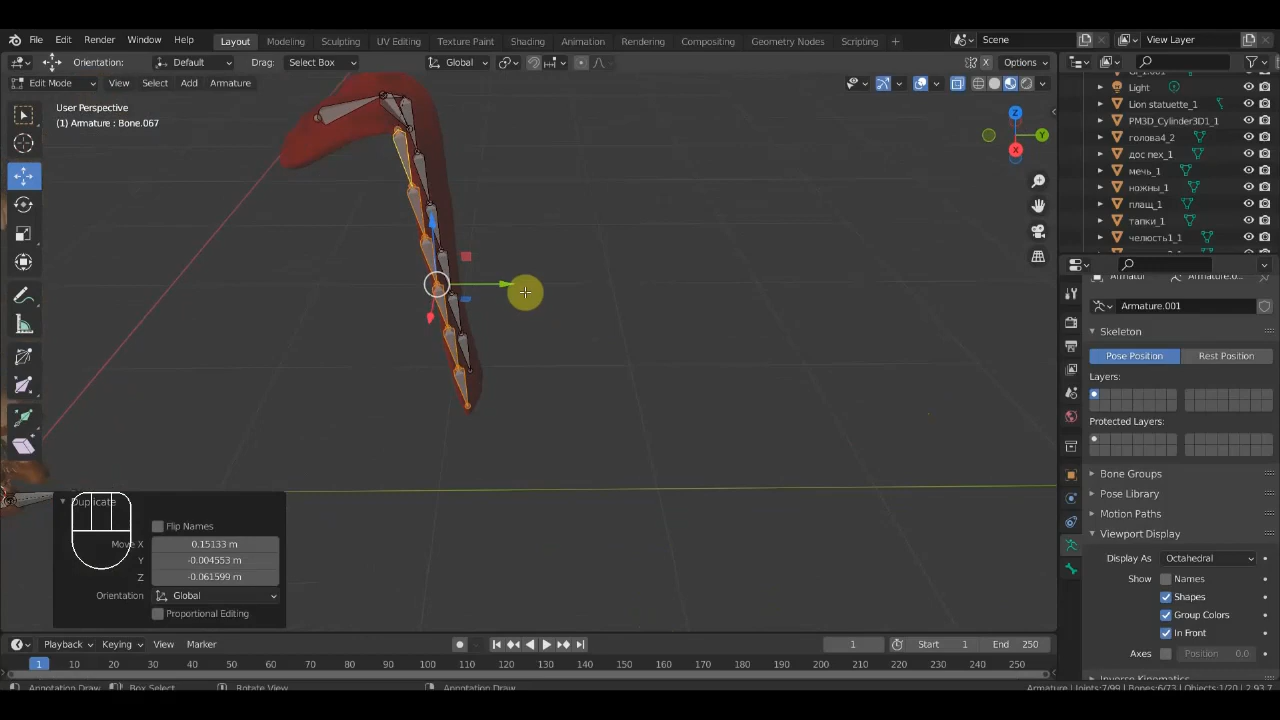 File Edit Render Window Help Layout Modeling Sculpting UV Editing Texture Paint Shading Animation Rendering Compositing Geometry Nodes Scripting + Scene View Layer
Orientation: Default Drag: Select Box Global Options
Edit Mode View Select Add Armature
User Perspective
(1) Armature : Bone.067
Z
Y
X
Light
Lion statuette_1
PM3D_Cylinder3D1_1
голова4_2
дос пех_1
мечь_1
ножны_1
плащ_1
тапки_1
челюсть1_1
Armature.001
Skeleton
Pose Position Rest Position
Layers:
Protected Layers:
Bone Groups
Pose Library
Motion Paths
Viewport Display
Display As Octahedral
Show Names
Shapes
Group Colors
In Front
Axes Position 0.0
Duplicate
Flip Names
Move X 0.15133 m
Y -0.004553 m
Z -0.061599 m
Orientation Global
Proportional Editing
Playback Keying View Marker 1 Start 1 End 250
1 10 20 30 40 50 60 70 80 90 100 110 120 130 140 150 160 170 180 190 200 210 220 230 240 250
Annotation Draw Box Select Rotate View Annotation Draw